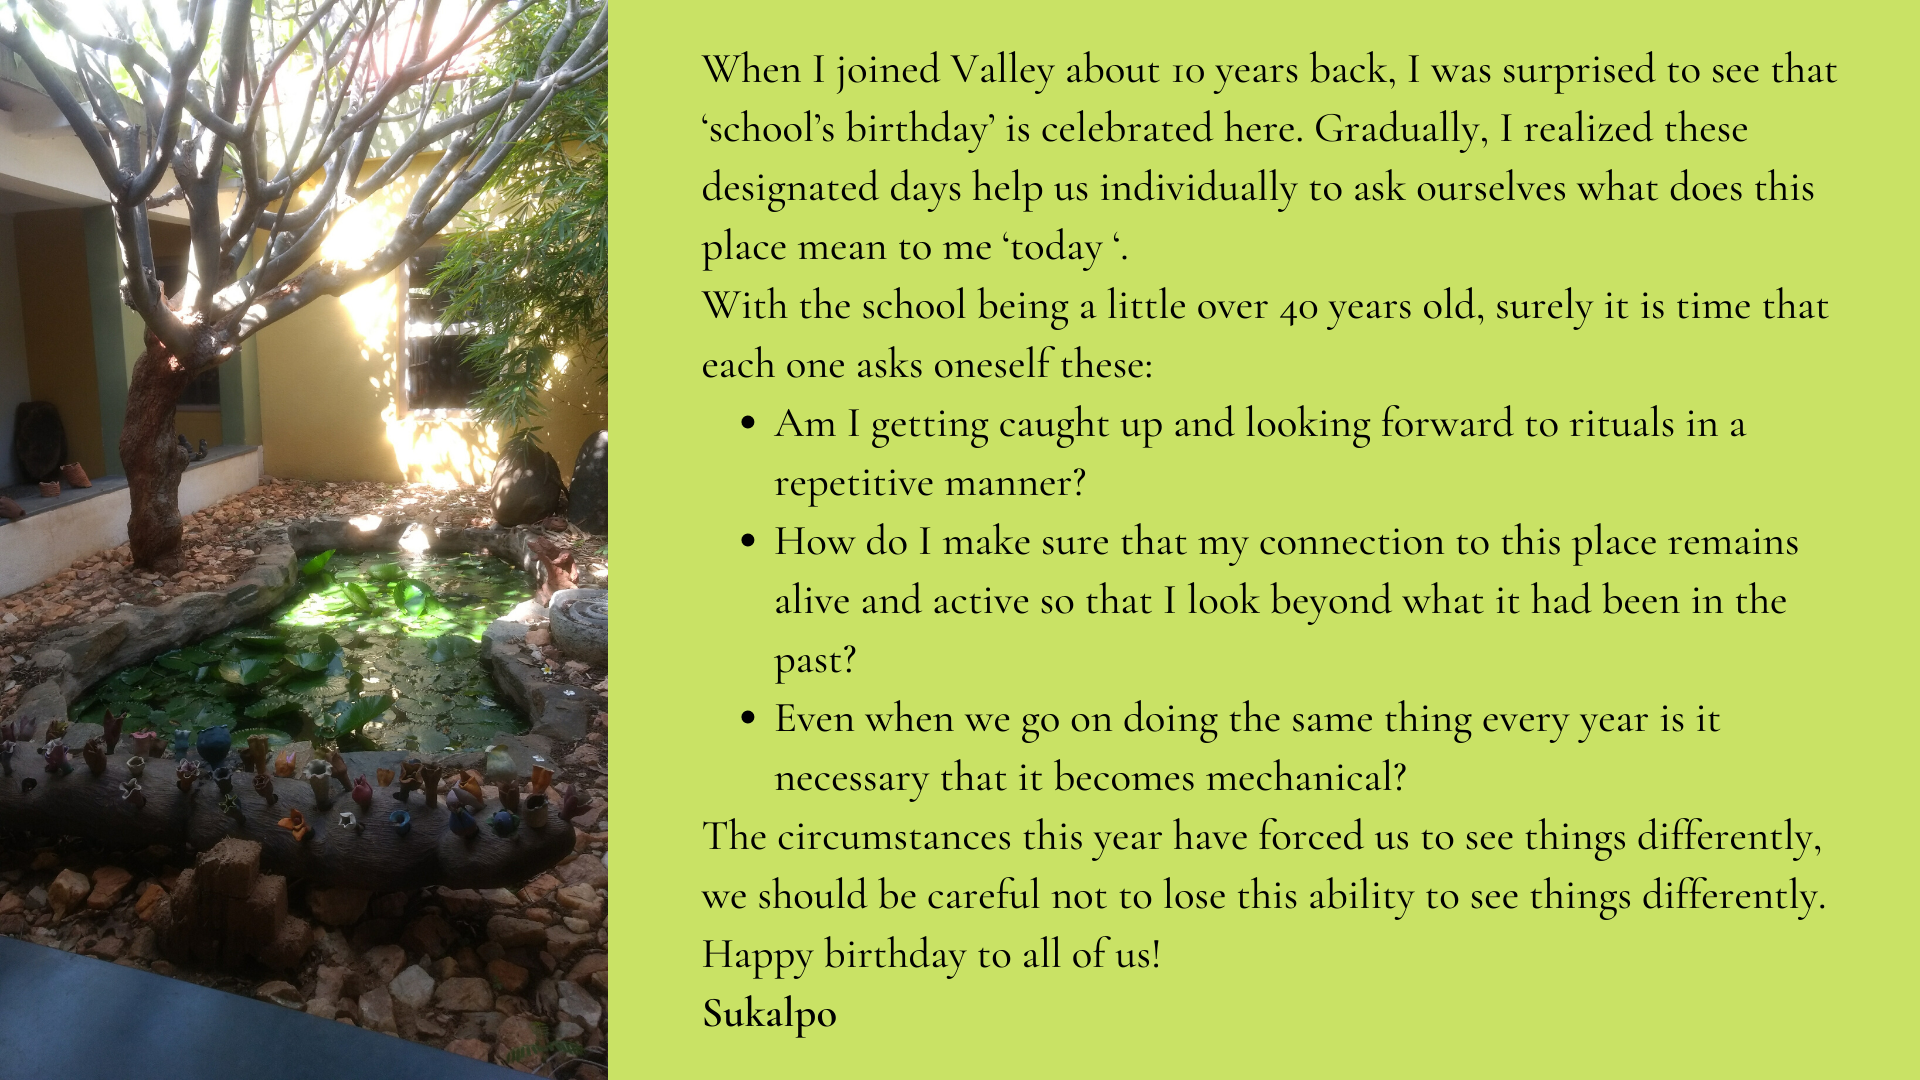 When I joined Valley about 10 years back, I was surprised to see that
‘school’s birthday’ is celebrated here. Gradually, I realized these
designated days help us individually to ask ourselves what does this
place mean to me ‘today ‘.
With the school being a little over 40 years old, surely it is time that
each one asks oneself these:
• Am I getting caught up and looking forward to rituals in a
repetitive manner?
• How do I make sure that my connection to this place remains
alive and active so that I look beyond what it had been in the
past?
• Even when we go on doing the same thing every year is it
necessary that it becomes mechanical?
The circumstances this year have forced us to see things differently,
we should be careful not to lose this ability to see things differently.
Happy birthday to all of us!
Sukalpo